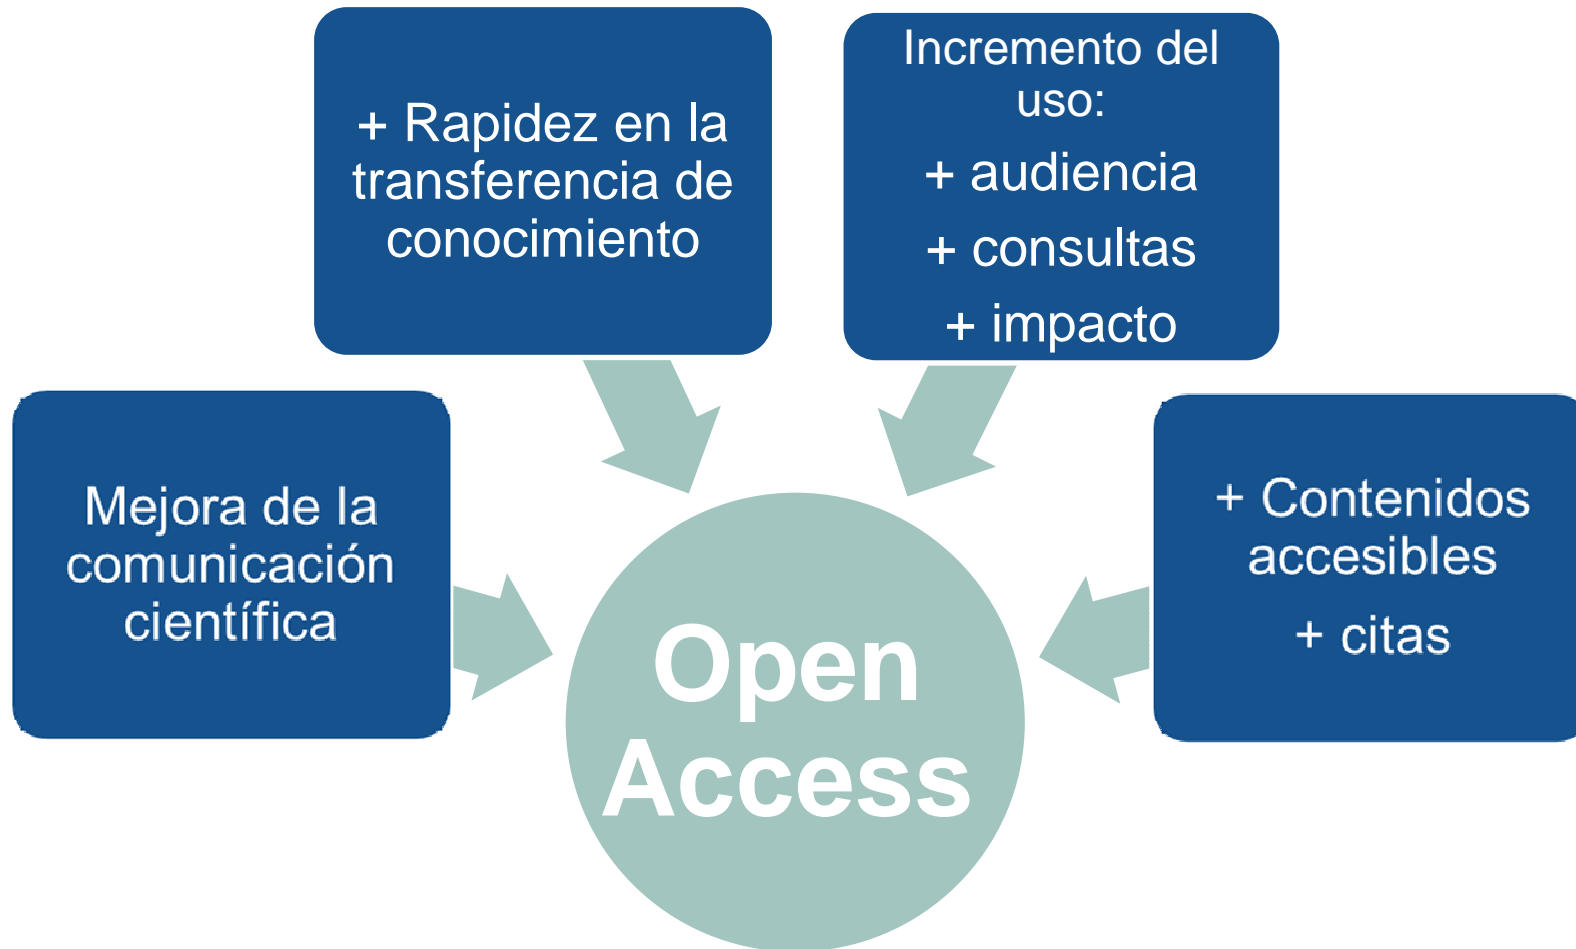 Mejora de la
comunicación
científica
+ Rapidez en la
transferencia de
conocimiento
Incremento del
uso:
+ audiencia
+ consultas
+ impacto
+ Contenidos
accesibles
+ citas
Open
Access